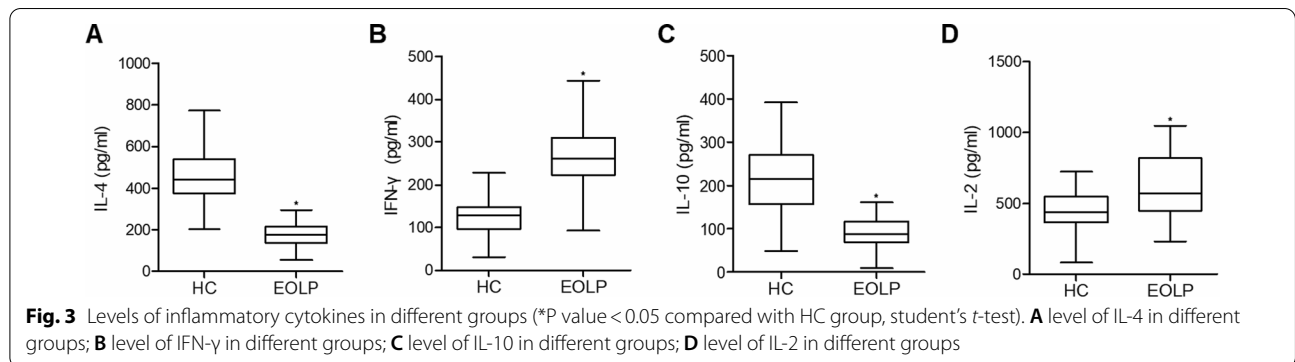 A
B
C
D
1000
800
600
400
200
0
IL-4 (pg/ml)
HC
EOLP
*
500
400
300
200
100
0
IFN-γ (pg/ml)
HC
EOLP
*
500
400
300
200
100
0
IL-10 (pg/ml)
HC
EOLP
*
1500
1000
500
0
IL-2 (pg/ml)
HC
EOLP
*
Fig. 3 Levels of inflammatory cytokines in different groups (*P value < 0.05 compared with HC group, student's t-test). A level of IL-4 in different
groups; B level of IFN-γ in different groups; C level of IL-10 in different groups; D level of IL-2 in different groups